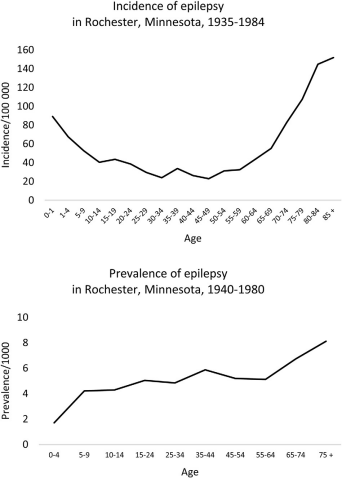 Incidence of epilepsy
in Rochester, Minnesota, 1935-1984
Incidence/100 000
160
140
120
100
80
60
40
20
0
0-1 1-4 5-9 10-14 15-19 20-24 25-29 30-34 35-39 40-44 45-49 50-54 55-59 60-64 65-69 70-74 75-79 80-84 85 +
Age
Prevalence of epilepsy
in Rochester, Minnesota, 1940-1980
Prevalence/1000
10
8
6
4
2
0
0-4 5-9 10-14 15-24 25-34 35-44 45-54 55-64 65-74 75 +
Age